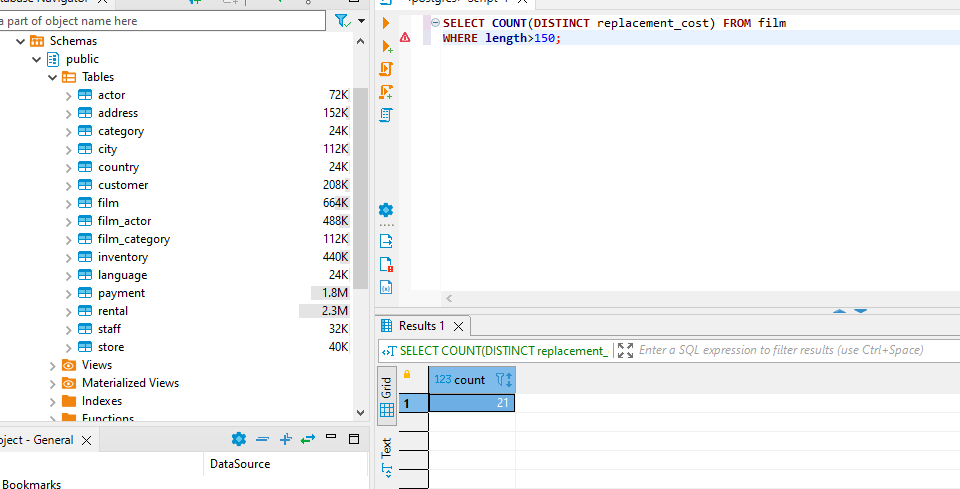 a part of object name here
Schemas
public
Tables
actor 72K
address 152K
category 24K
city 112K
country 24K
customer 208K
film 664K
film_actor 488K
film_category 112K
inventory 440K
language 24K
payment 1.8M
rental 2.3M
staff 32K
store 40K
Views
Materialized Views
Indexes
Functions
oject - General
DataSource
Bookmarks
SELECT COUNT(DISTINCT replacement_cost) FROM film
WHERE length>150;
Results 1
SELECT COUNT(DISTINCT replacement_
Enter a SQL expression to filter results (use Ctrl+Space)
Grid
Text
123 count
1 21